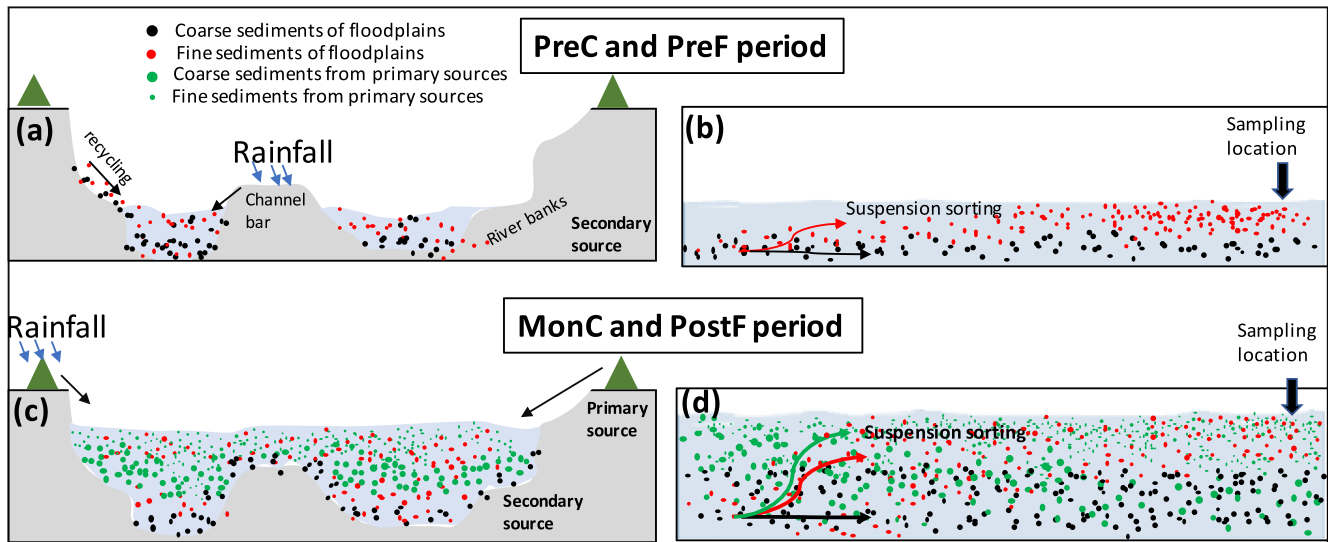 Coarse sediments of floodplains
Fine sediments of floodplains
Coarse sediments from primary sources
Fine sediments from primary sources
PreC and PreF period
(a)
recycling
Rainfall
Channel
bar
River banks
Secondary
source
(b)
Sampling
location
Suspension sorting
MonC and PostF period
Rainfall
(c)
Primary
source
Secondary
source
(d)
Sampling
location
Suspension sorting